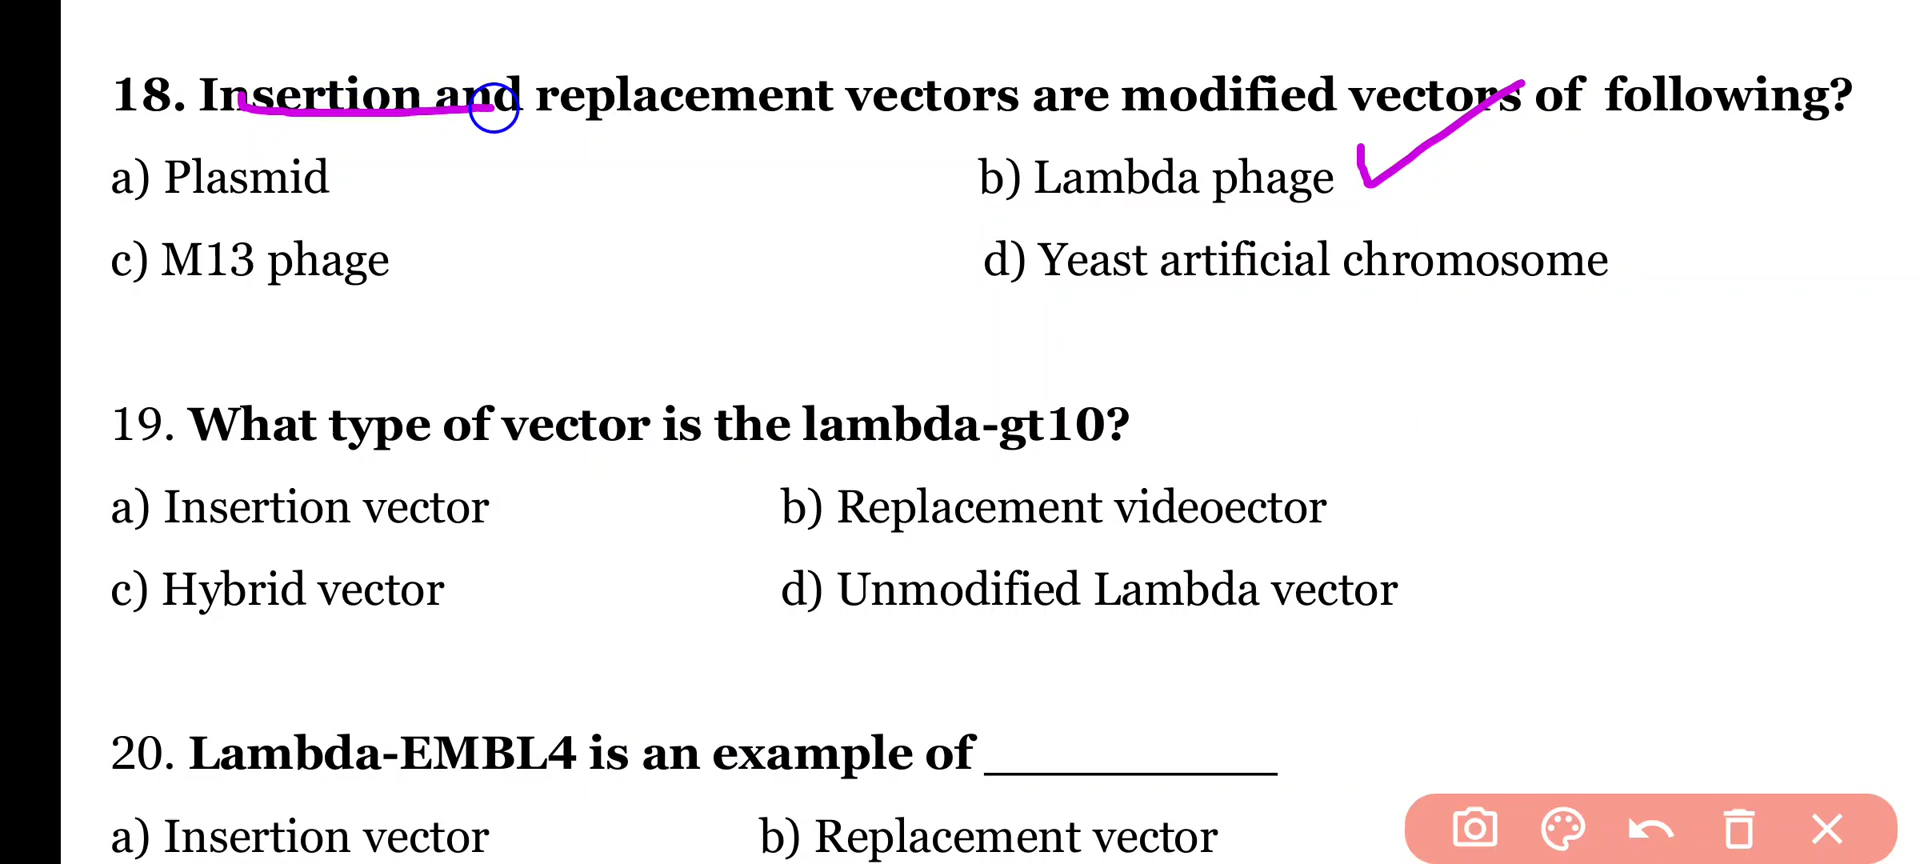 18. Insertion and replacement vectors are modified vectors of following?
a) Plasmid b) Lambda phage
c) M13 phage d) Yeast artificial chromosome
19. What type of vector is the lambda-gt10?
a) Insertion vector b) Replacement videoector
c) Hybrid vector d) Unmodified Lambda vector
20. Lambda-EMBL4 is an example of ____________
a) Insertion vector b) Replacement vector